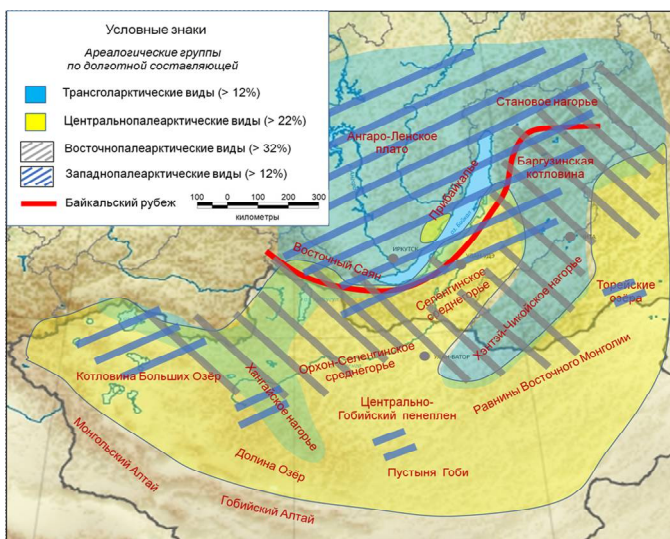 Условные знаки
Ареалогические группы
по долготной составляющей
Трансголарктические виды (> 12%)
Центральнопалеарктические виды (> 22%)
Восточнопалеарктические виды (> 32%)
Западнопалеарктические виды (> 12%)
Байкальский рубеж
100 0 100 200 300
километры
Становое нагорье
Ангаро-Ленское
плато
Баргузинская
котловина
Прибайкалье
ИРКУТСК
Восточный Саян
Селенгинское
среднегорье
Хэнтэй-Чикойское нагорье
Торейские
озёра
Орхон-Селенгинское
среднегорье
Котловина Больших Озёр
Хангайское нагорье
Равнины Восточного Монголии
Центрально-
Гобийский пенеплен
Монгольский Алтай
Долина Озёр
Пустыня Гоби
Гобийский Алтай